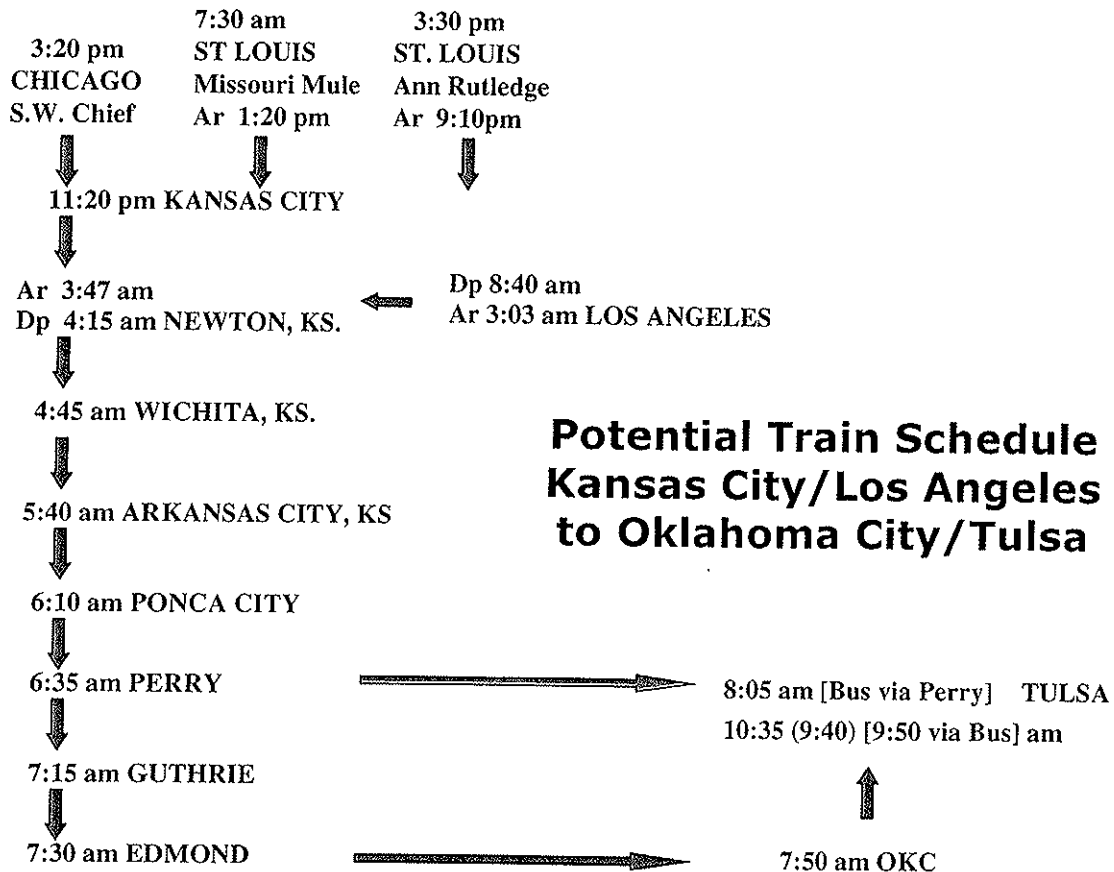 3:20 pm
CHICAGO
S.W. Chief
7:30 am
ST LOUIS
Missouri Mule
Ar 1:20 pm
3:30 pm
ST. LOUIS
Ann Rutledge
Ar 9:10pm
11:20 pm KANSAS CITY
Ar 3:47 am
Dp 4:15 am NEWTON, KS.
Dp 8:40 am
Ar 3:03 am LOS ANGELES
4:45 am WICHITA, KS.
Potential Train Schedule
Kansas City/Los Angeles
to Oklahoma City/Tulsa
5:40 am ARKANSAS CITY, KS
6:10 am PONCA CITY
6:35 am PERRY
8:05 am [Bus via Perry] TULSA
10:35 (9:40) [9:50 via Bus] am
7:15 am GUTHRIE
7:30 am EDMOND
7:50 am OKC